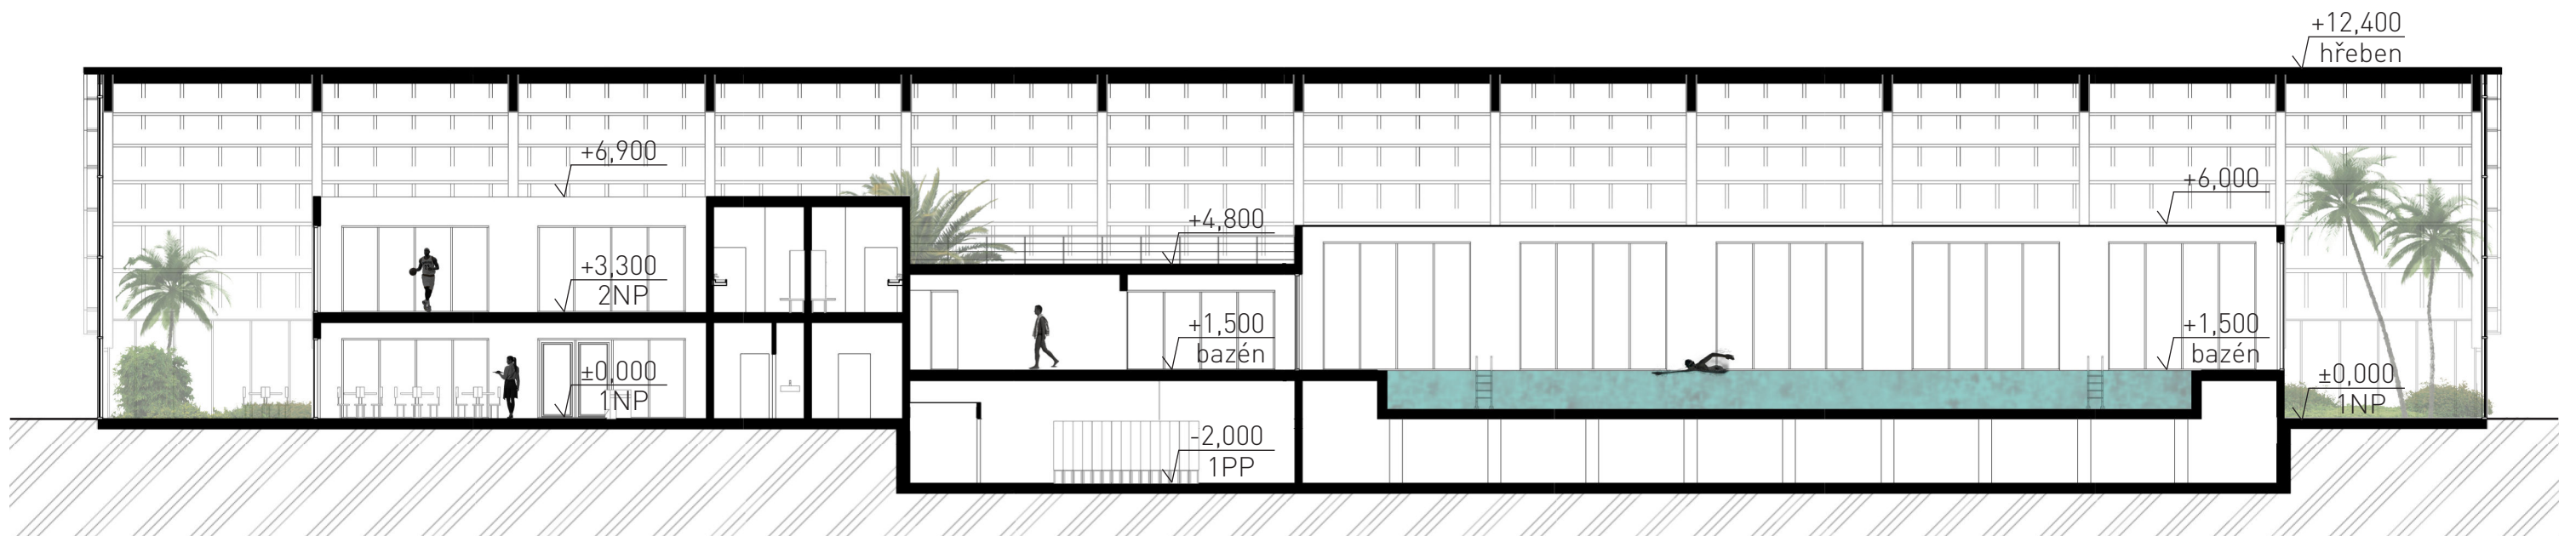 +12,400
hřeben
+6,900
+6,000
+4,800
+3,300
2NP
+1,500
bazén
+1,500
bazén
±0,000
1NP
±0,000
1NP
-2,000
1PP